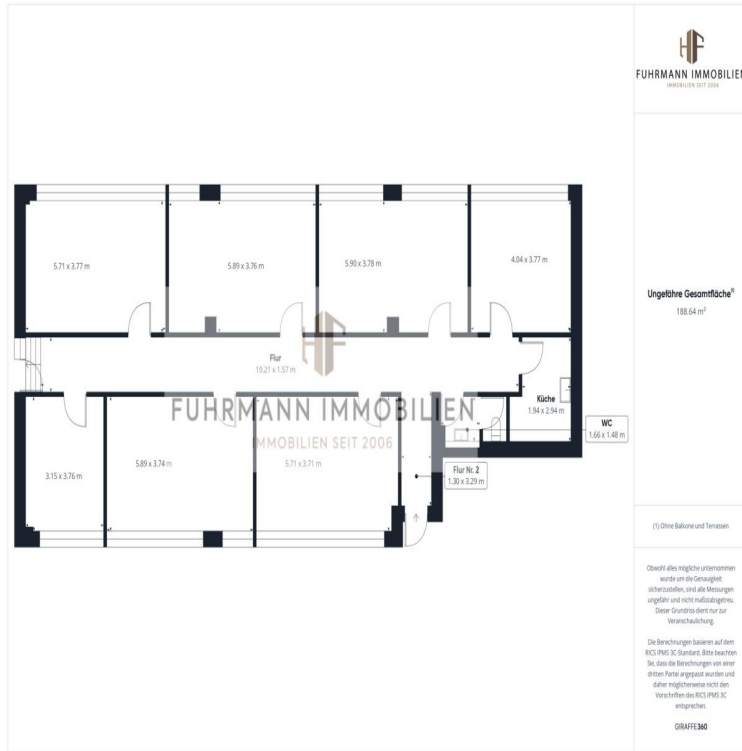 HF
FUHRMANN IMMOBILIEN
IMMOBILIEN SEIT 2006
5.71 x 3.77 m
5.89 x 3.76 m
5.90 x 3.78 m
4.04 x 3.77 m
Flur
19.21 x 1.57 m
Küche
1.94 x 2.94 m
WC
1.66 x 1.48 m
HF
FUHRMANN IMMOBILIEN
IMMOBILIEN SEIT 2006
3.15 x 3.76 m
5.89 x 3.74 m
5.71 x 3.71 m
Flur Nr. 2
1.30 x 3.29 m
Ungefähre Gesamtfläche⁽¹⁾
188.64 m²
(1) Ohne Balkone und Terrassen
Obwohl alles mögliche unternommen
wurde um die Genauigkeit
sicherzustellen, sind alle Messungen
ungefähr und nicht maßstabsgetreu.
Dieser Grundriss dient nur zur
Veranschaulichung.
Die Berechnungen basieren auf dem
RICS IPMS 3C-Standard. Bitte beachten
Sie, dass die Berechnungen von einer
dritten Partei angepasst wurden und
daher möglicherweise nicht den
Vorschriften des RICS IPMS 3C
entsprechen.
GIRAFFE360